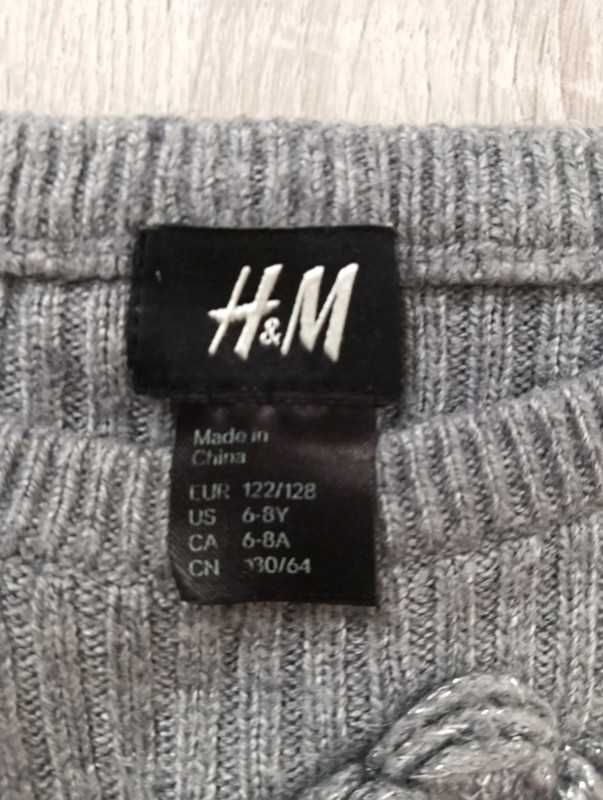 H&M
Made in
China
EUR 122/128
US 6-8Y
CA 6-8A
CN 130/64